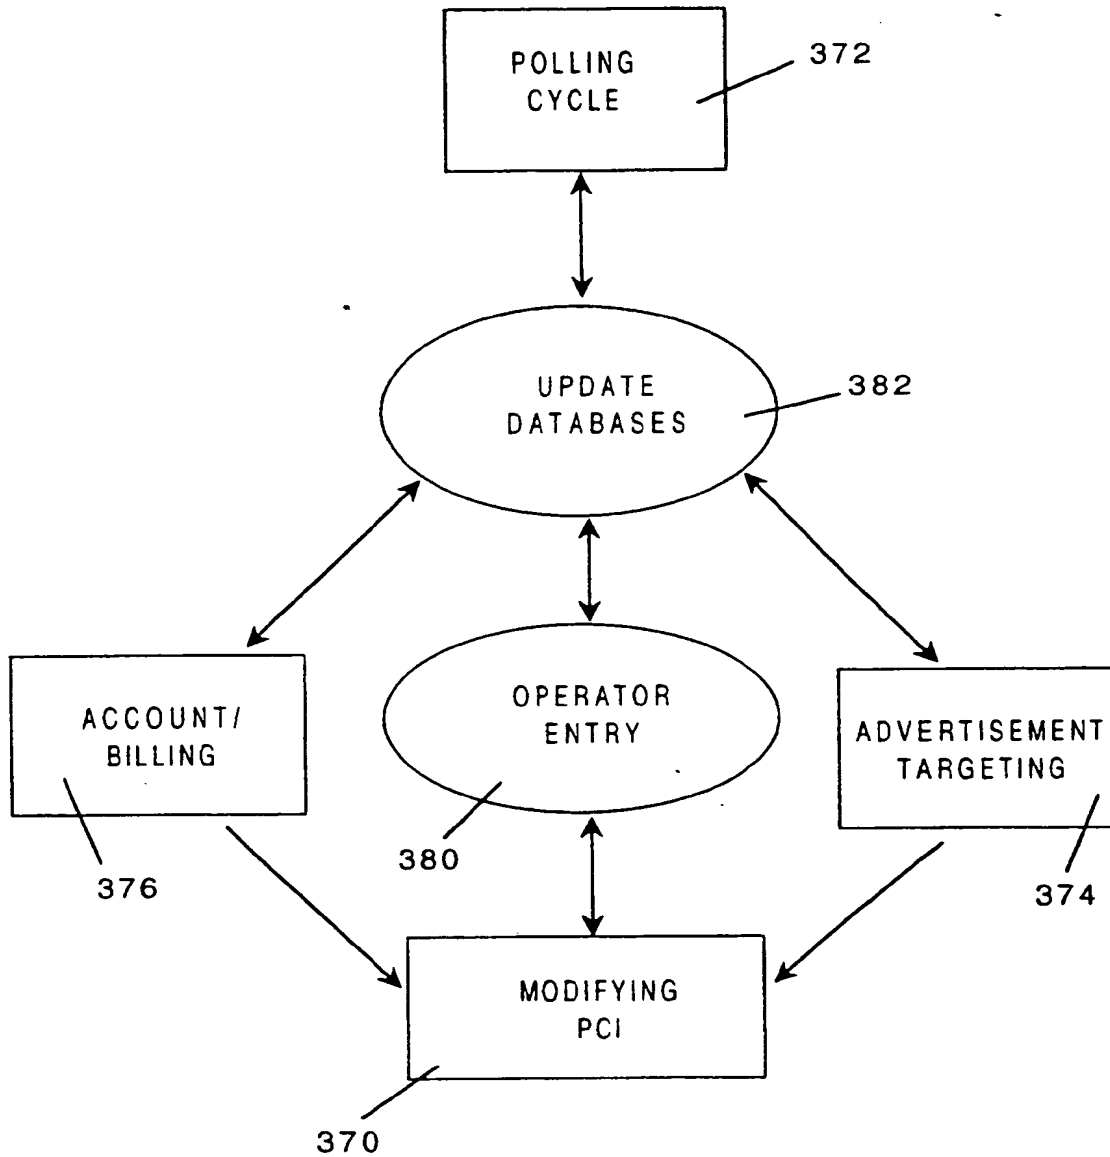 POLLING
CYCLE
372
UPDATE
DATABASES
382
ACCOUNT/
BILLING
376
OPERATOR
ENTRY
380
ADVERTISEMENT
TARGETING
374
MODIFYING
PCI
370